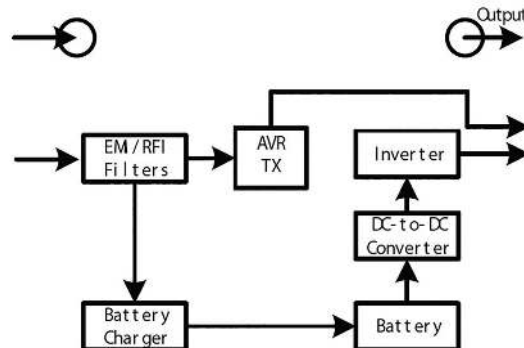 Output
EMI/RFI
Filters
AVR
TX
Inverter
DC-to-DC
Converter
Battery
Charger
Battery